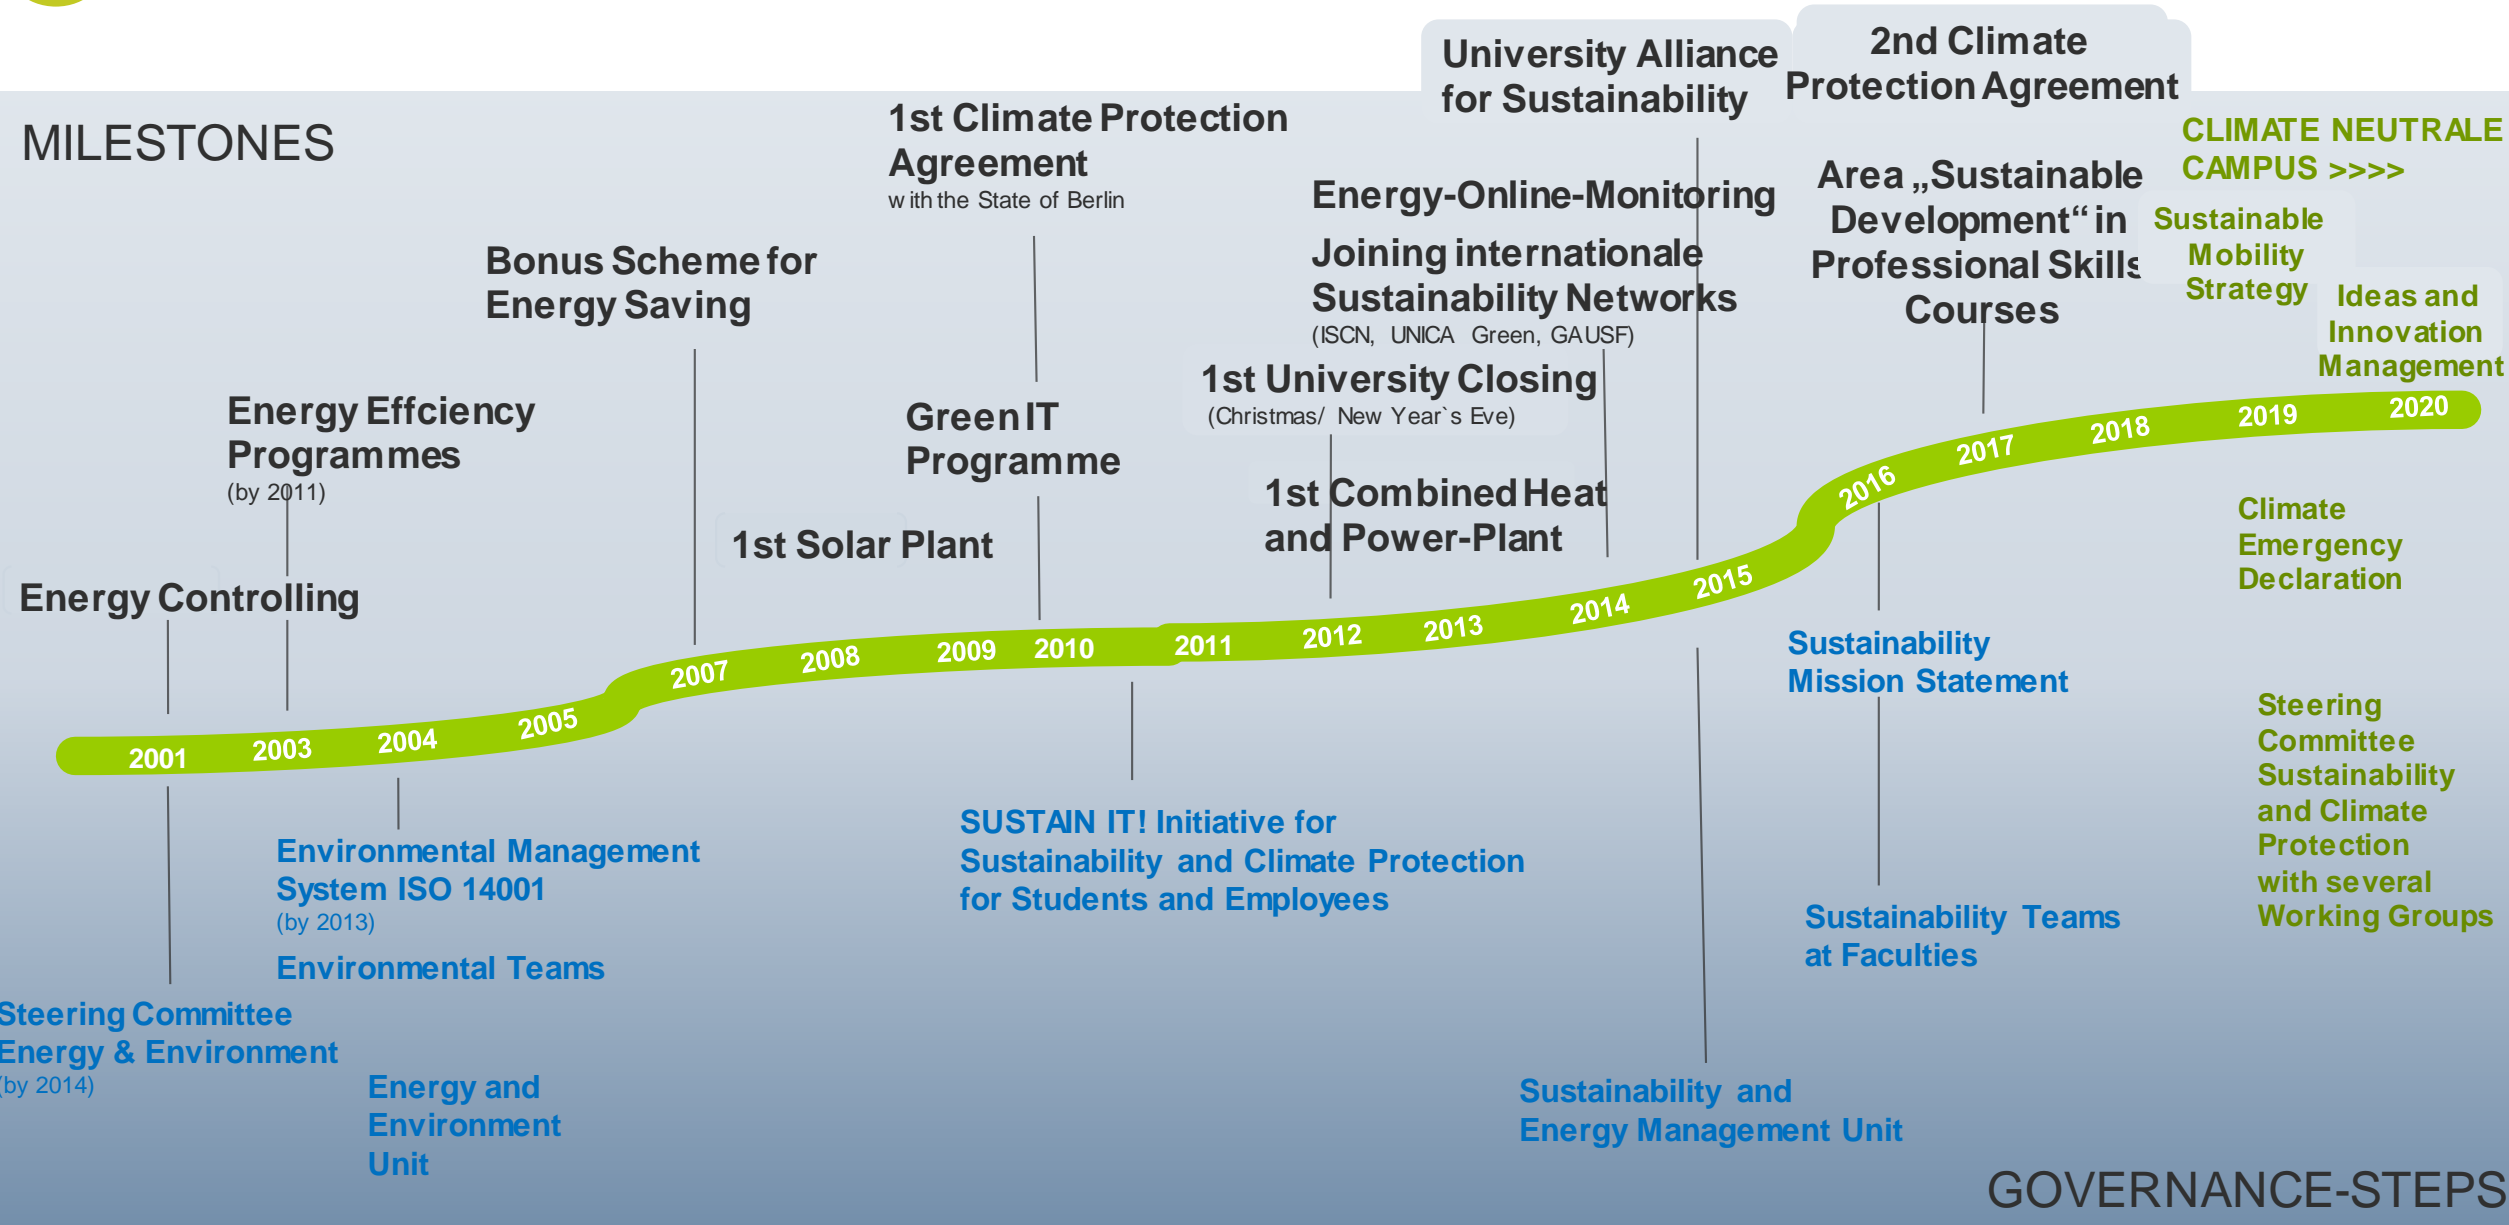 MILESTONES
University Alliance
for Sustainability
2nd Climate
Protection Agreement
1st Climate Protection
Agreement
with the State of Berlin
CLIMATE NEUTRALE
CAMPUS >>>>
Energy-Online-Monitoring
Joining internationale
Sustainability Networks
(ISCN, UNICA Green, GAUSF)
Area „Sustainable
Development“ in
Professional Skills
Courses
Sustainable
Mobility
Strategy
Ideas and
Innovation
Management
Bonus Scheme for
Energy Saving
1st University Closing
(Christmas/ New Year`s Eve)
Energy Effciency
Programmes
(by 2011)
Green IT
Programme
1st Combined Heat
and Power-Plant
1st Solar Plant
Energy Controlling
2001
2003
2004
2005
2007
2008
2009
2010
2011
2012
2013
2014
2015
2016
2017
2018
2019
2020
Climate
Emergency
Declaration
Sustainability
Mission Statement
Steering
Committee
Sustainability
and Climate
Protection
with several
Working Groups
Environmental Management
System ISO 14001
(by 2013)
Environmental Teams
SUSTAIN IT! Initiative for
Sustainability and Climate Protection
for Students and Employees
Sustainability Teams
at Faculties
Steering Committee
Energy & Environment
(by 2014)
Energy and
Environment
Unit
Sustainability and
Energy Management Unit
GOVERNANCE-STEPS